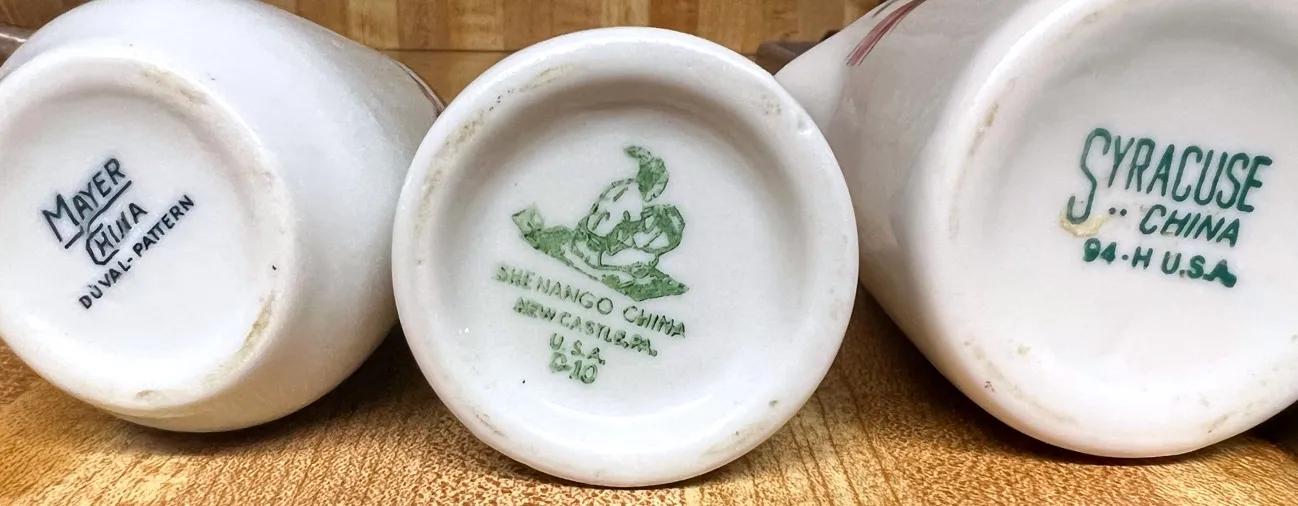 MAYER
CHINA
DUVAL-PATTERN
SHENANGO CHINA
NEW CASTLE, PA.
U.S.A.
O-10
SYRACUSE
CHINA
94-H U.S.A.